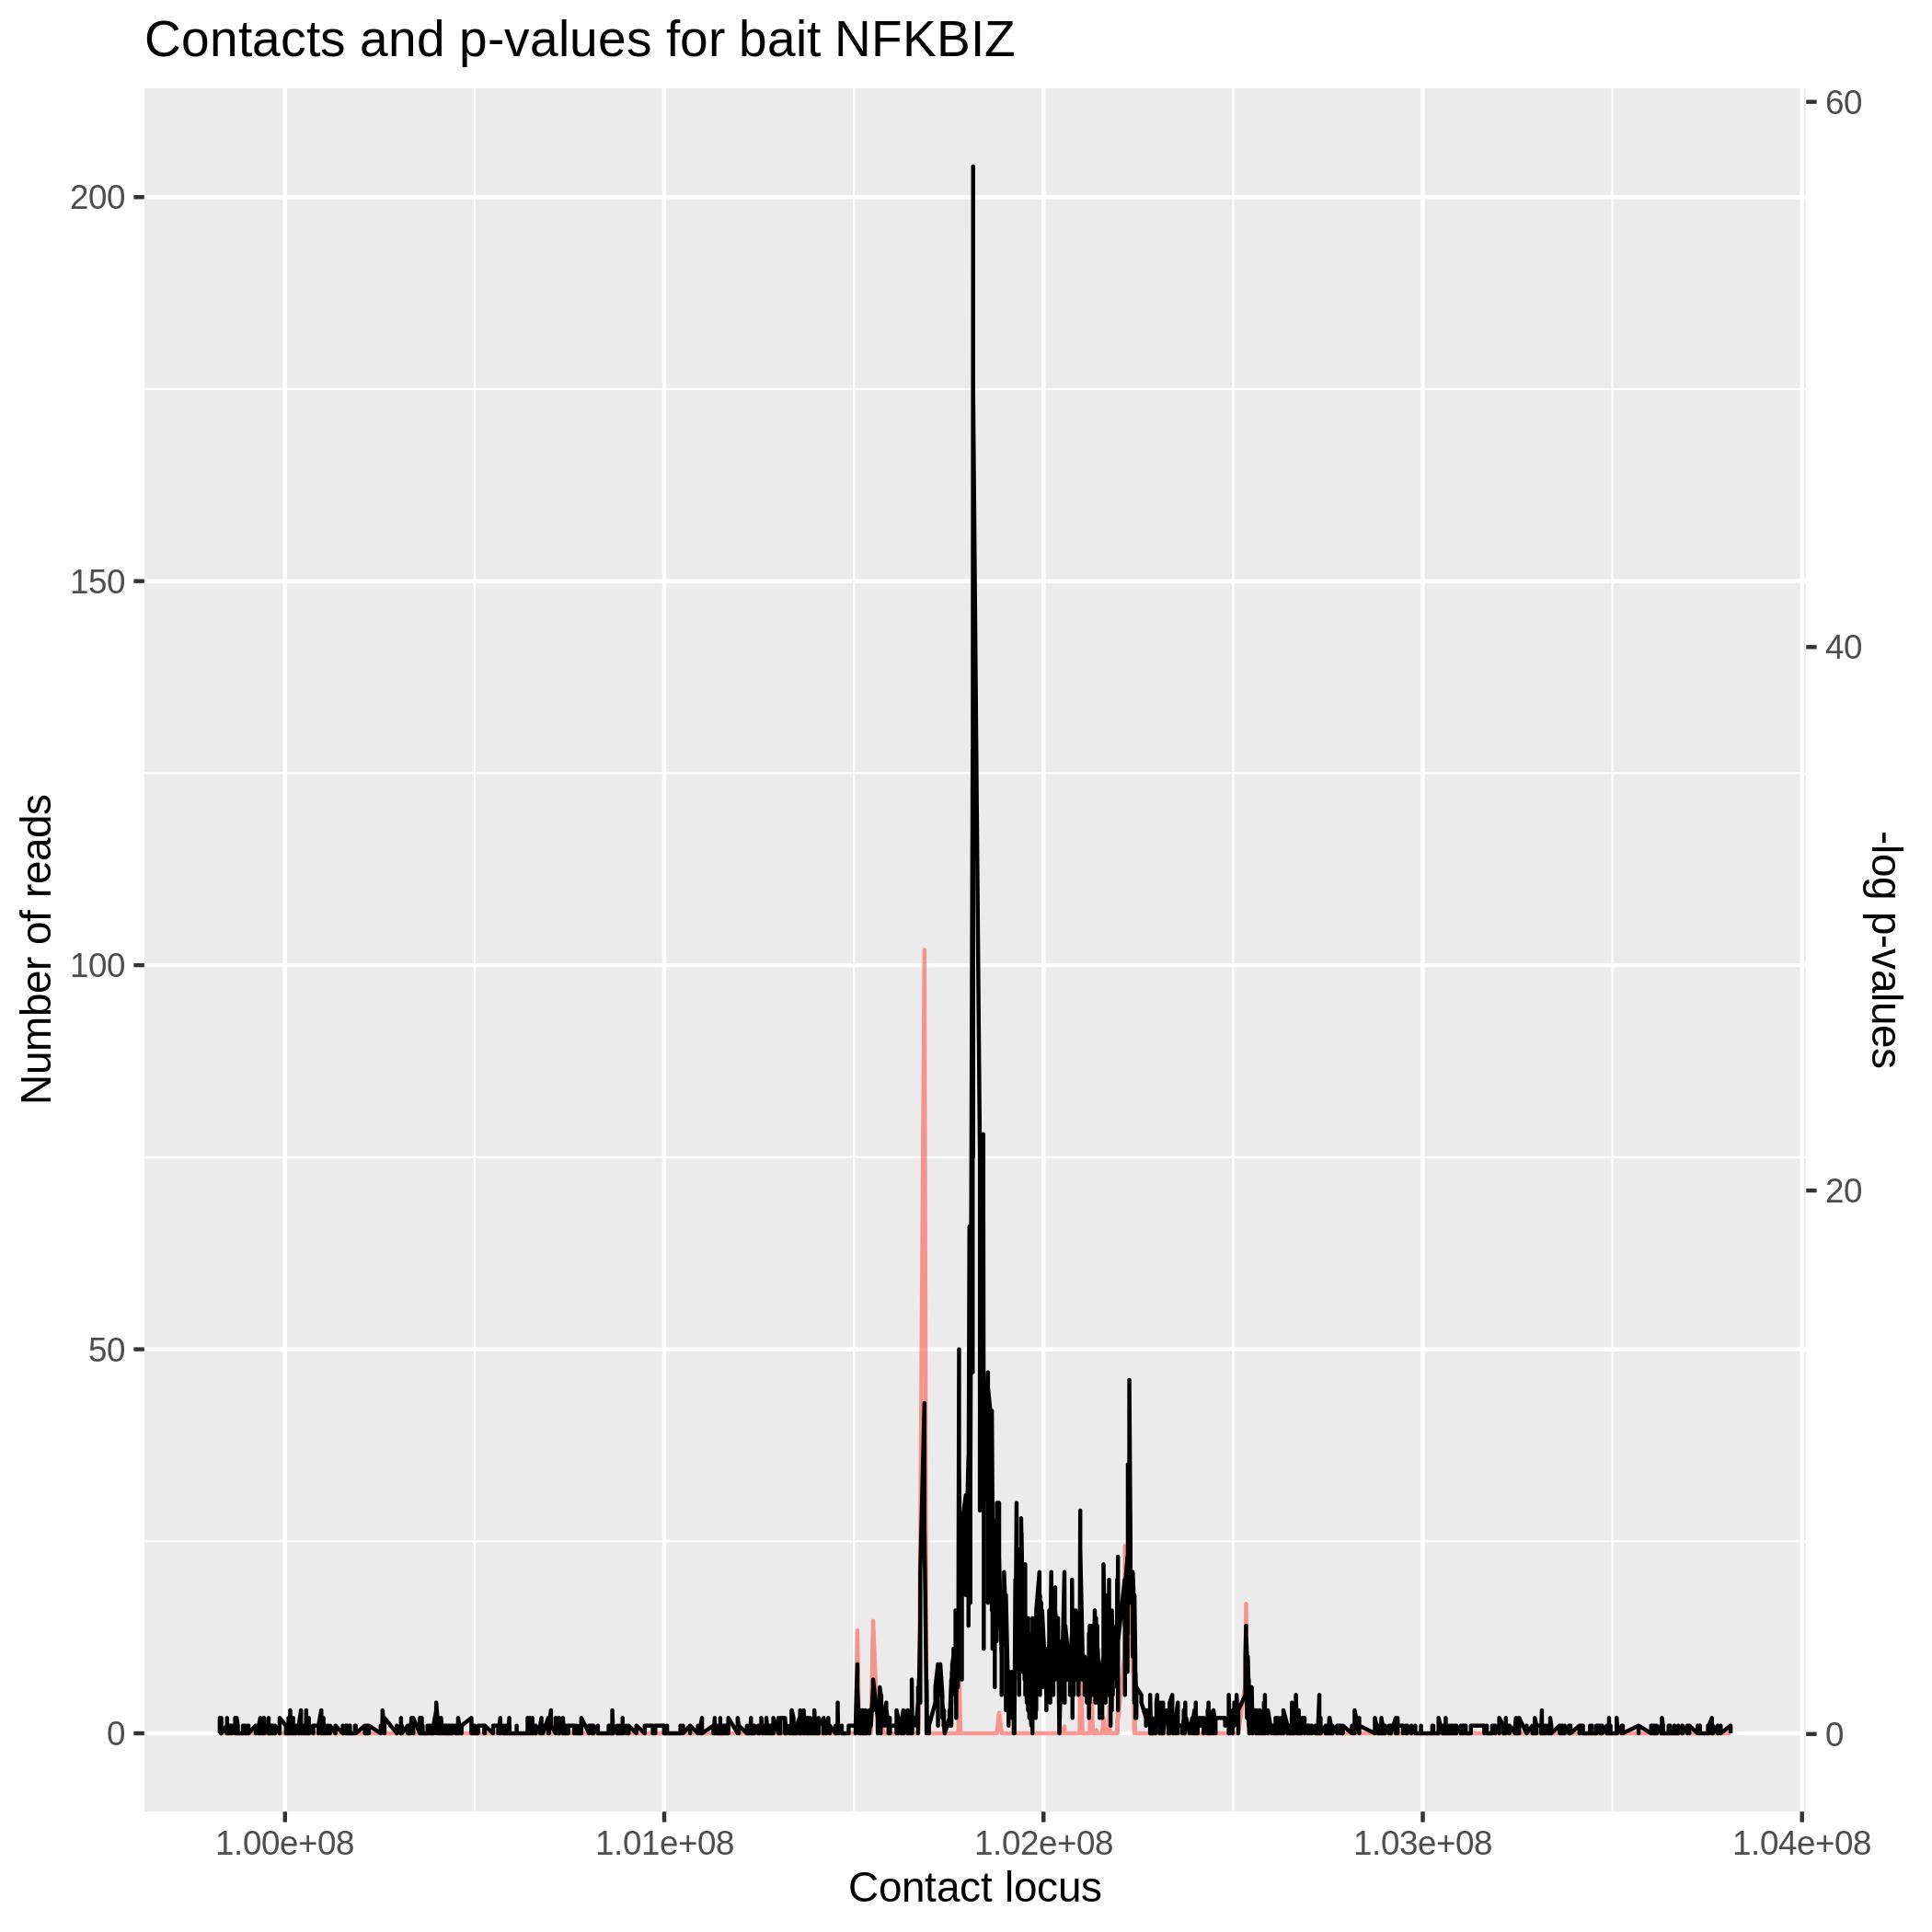 Contacts and p-values for bait NFKBIZ
Number of reads
200
150
100
50
0
60
40
20
0
-log p-values
1.00e+08
1.01e+08
1.02e+08
1.03e+08
1.04e+08
Contact locus